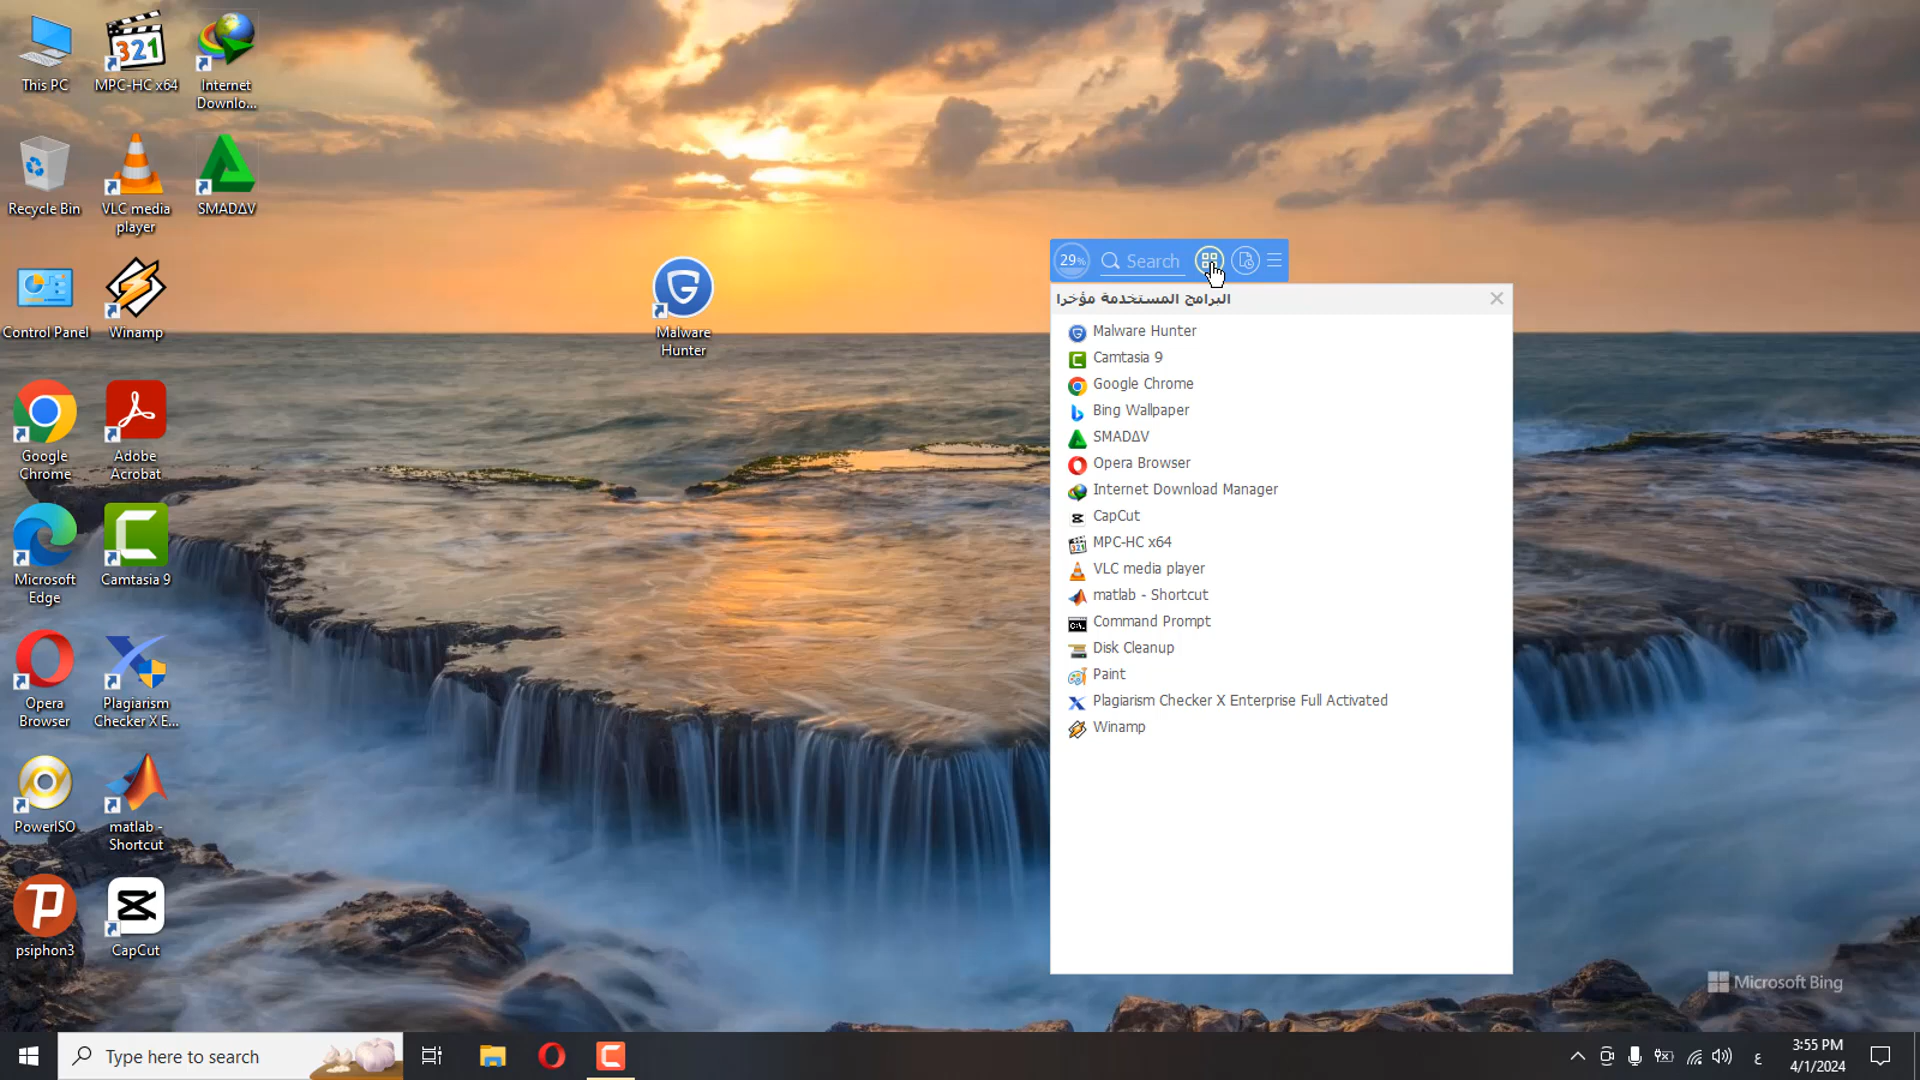 This PC
MPC-HC x64
Internet
Downlo...
Recycle Bin
VLC media
player
SMADΔV
Control Panel
Winamp
Google
Chrome
Adobe
Acrobat
Microsoft
Edge
Camtasia 9
Opera
Browser
Plagiarism
Checker X E...
PowerISO
matlab -
Shortcut
psiphon3
CapCut
321
Malware
Hunter
29%
Search
البرامج المستخدمة مؤخرا
Malware Hunter
Camtasia 9
Google Chrome
Bing Wallpaper
SMADΔV
Opera Browser
Internet Download Manager
CapCut
MPC-HC x64
VLC media player
matlab - Shortcut
Command Prompt
Disk Cleanup
Paint
Plagiarism Checker X Enterprise Full Activated
Winamp
Microsoft Bing
Type here to search
ع
3:55 PM
4/1/2024